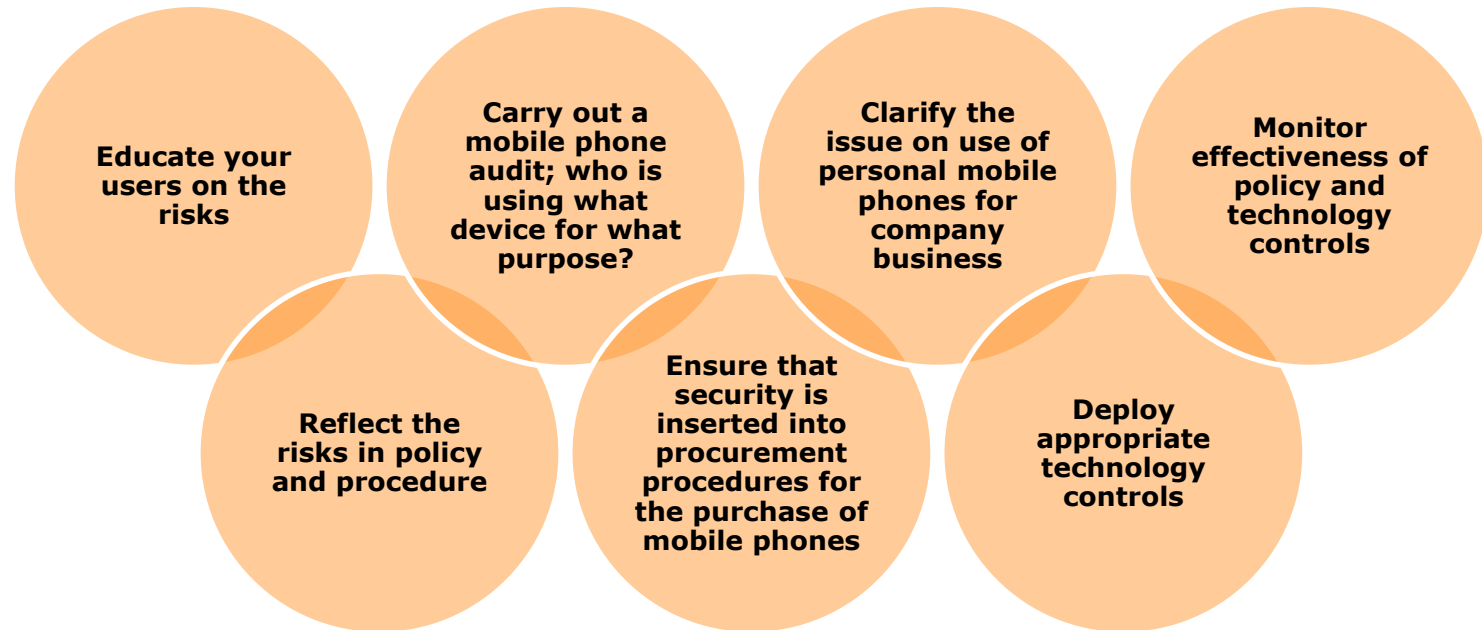 Educate your
users on the
risks
Reflect the
risks in policy
and procedure
Carry out a
mobile phone
audit; who is
using what
device for what
purpose?
Ensure that
security is
inserted into
procurement
procedures for
the purchase of
mobile phones
Clarify the
issue on use of
personal mobile
phones for
company
business
Deploy
appropriate
technology
controls
Monitor
effectiveness of
policy and
technology
controls